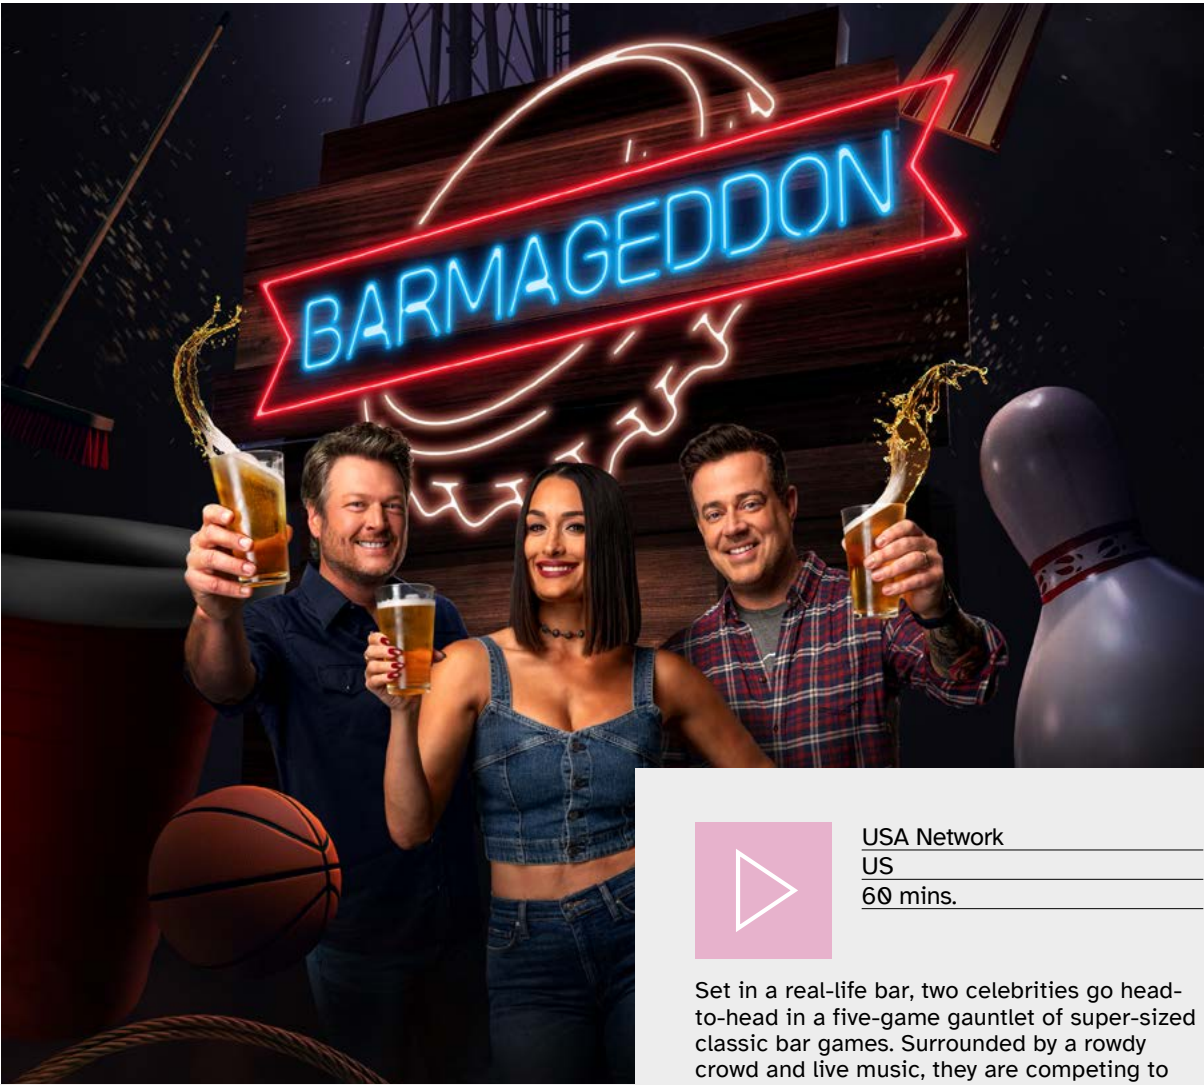 BARMAGEDDON
USA Network
US
60 mins.
Set in a real-life bar, two celebrities go head-
to-head in a five-game gauntlet of super-sized
classic bar games. Surrounded by a rowdy
crowd and live music, they are competing to